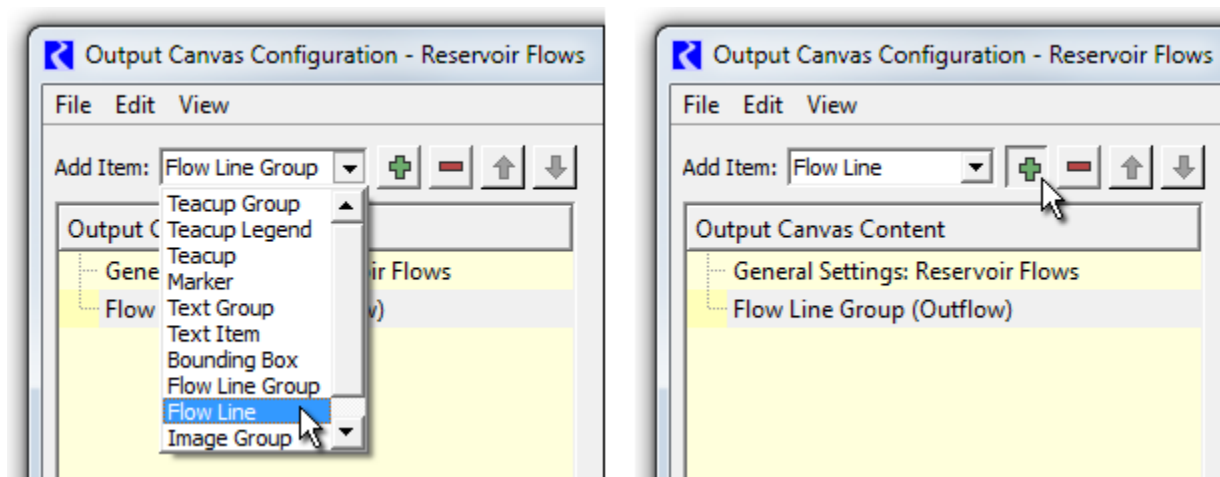 Output Canvas Configuration - Reservoir Flows
File Edit View
Add Item: Flow Line Group
Teacup Group
Output C
Teacup Legend
Teacup
Gene
ir Flows
Marker
Text Group
Flow
v)
Text Item
Bounding Box
Flow Line Group
Flow Line
Image Group
Output Canvas Configuration - Reservoir Flows
File Edit View
Add Item: Flow Line
Output Canvas Content
General Settings: Reservoir Flows
Flow Line Group (Outflow)